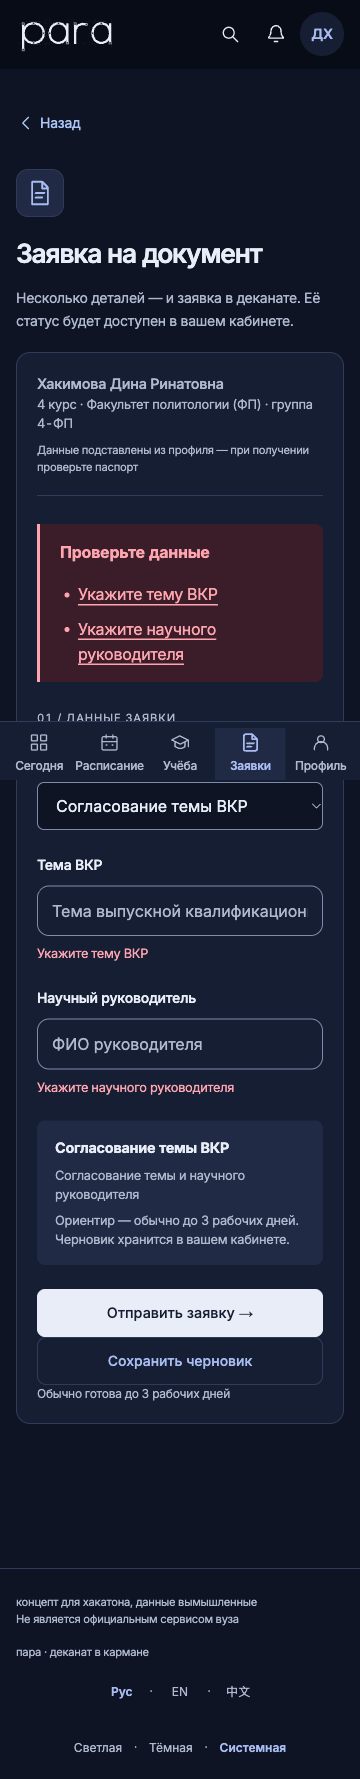 para
ДХ
Назад
Заявка на документ
Несколько деталей — и заявка в деканате. Её
статус будет доступен в вашем кабинете.
Хакимова Дина Ринатовна
4 курс · Факультет политологии (ФП) · группа
4-ФП
Данные подставлены из профиля — при получении
проверьте паспорт
Проверьте данные
• Укажите тему ВКР
• Укажите научного
руководителя
01 / ДАННЫЕ ЗАЯВКИ
Сегодня Расписание Учёба Заявки Профиль
Согласование темы ВКР
Тема ВКР
Тема выпускной квалификацион
Укажите тему ВКР
Научный руководитель
ФИО руководителя
Укажите научного руководителя
Согласование темы ВКР
Согласование темы и научного
руководителя
Ориентир — обычно до 3 рабочих дней.
Черновик хранится в вашем кабинете.
Отправить заявку →
Сохранить черновик
Обычно готова до 3 рабочих дней
концепт для хакатона, данные вымышленные
Не является официальным сервисом вуза
пара · деканат в кармане
Рус · EN · 中文
Светлая · Тёмная · Системная